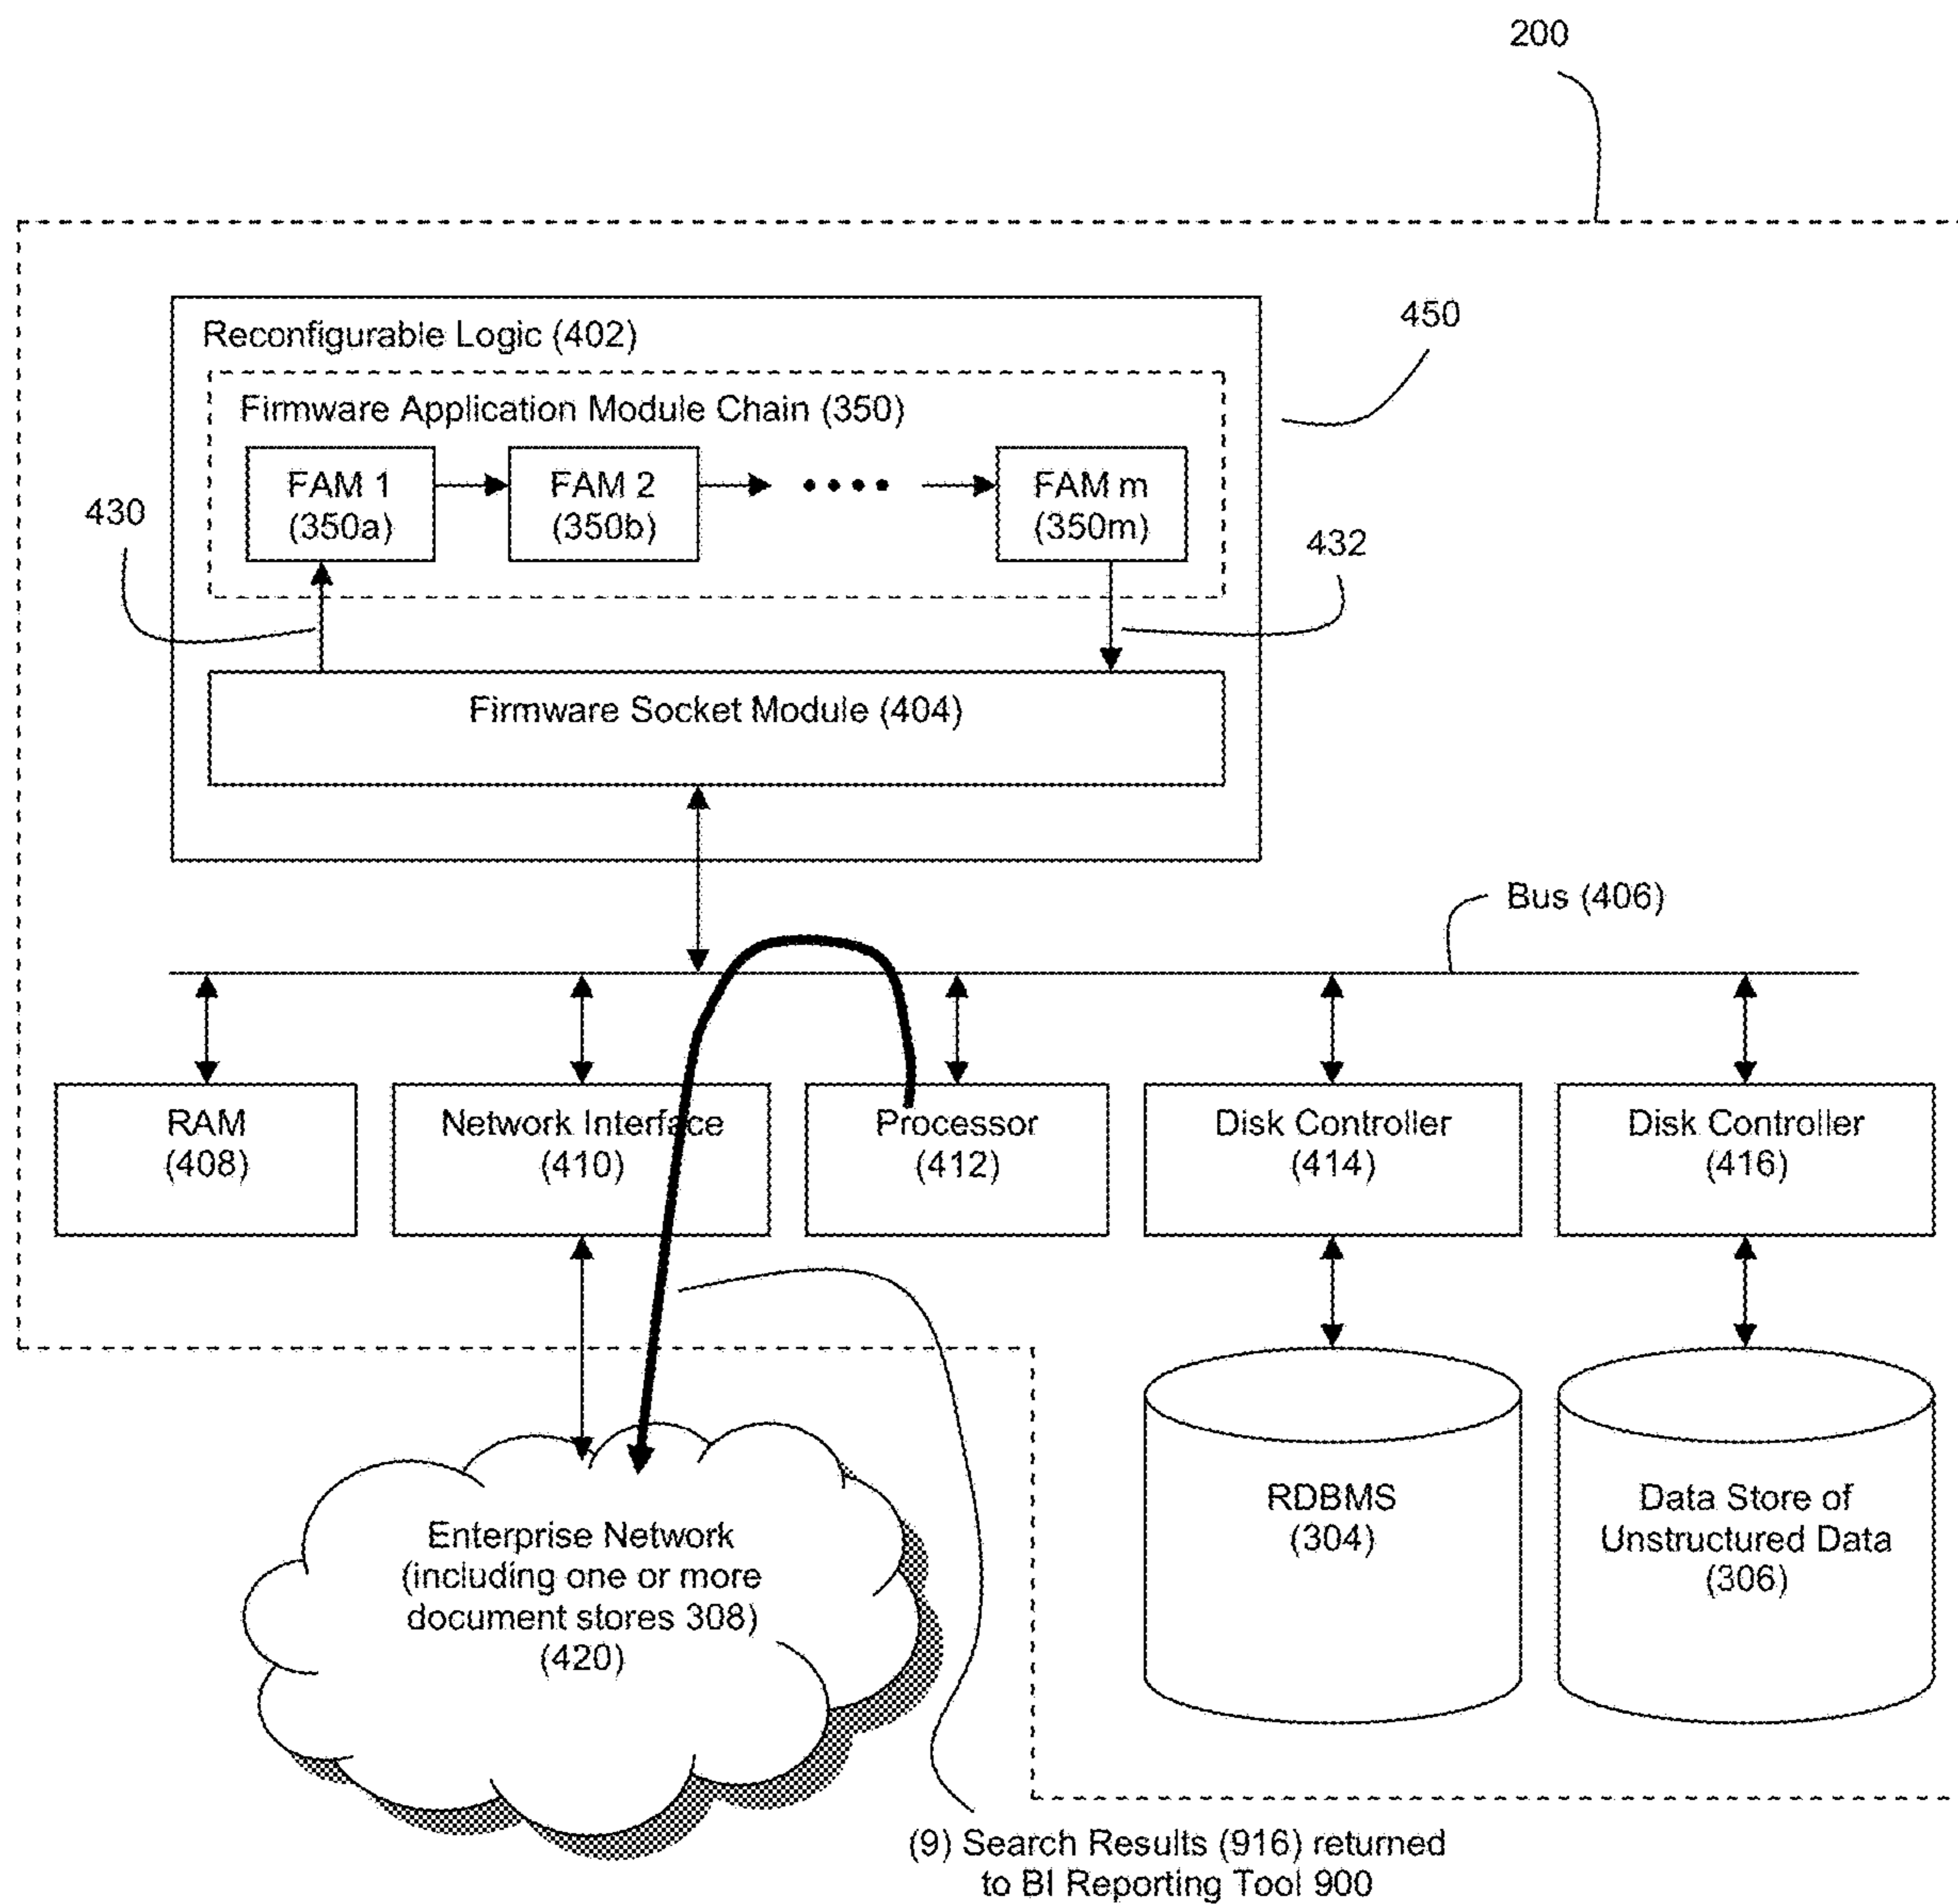 200
Reconfigurable Logic (402)
450
Firmware Application Module Chain (350)
FAM 1
(350a)
FAM 2
(350b)
••••
FAM m
(350m)
430
432
Firmware Socket Module (404)
Bus (406)
RAM
(408)
Network Interface
(410)
Processor
(412)
Disk Controller
(414)
Disk Controller
(416)
Enterprise Network
(including one or more
document stores 308)
(420)
RDBMS
(304)
Data Store of
Unstructured Data
(306)
(9) Search Results (916) returned
to BI Reporting Tool 900